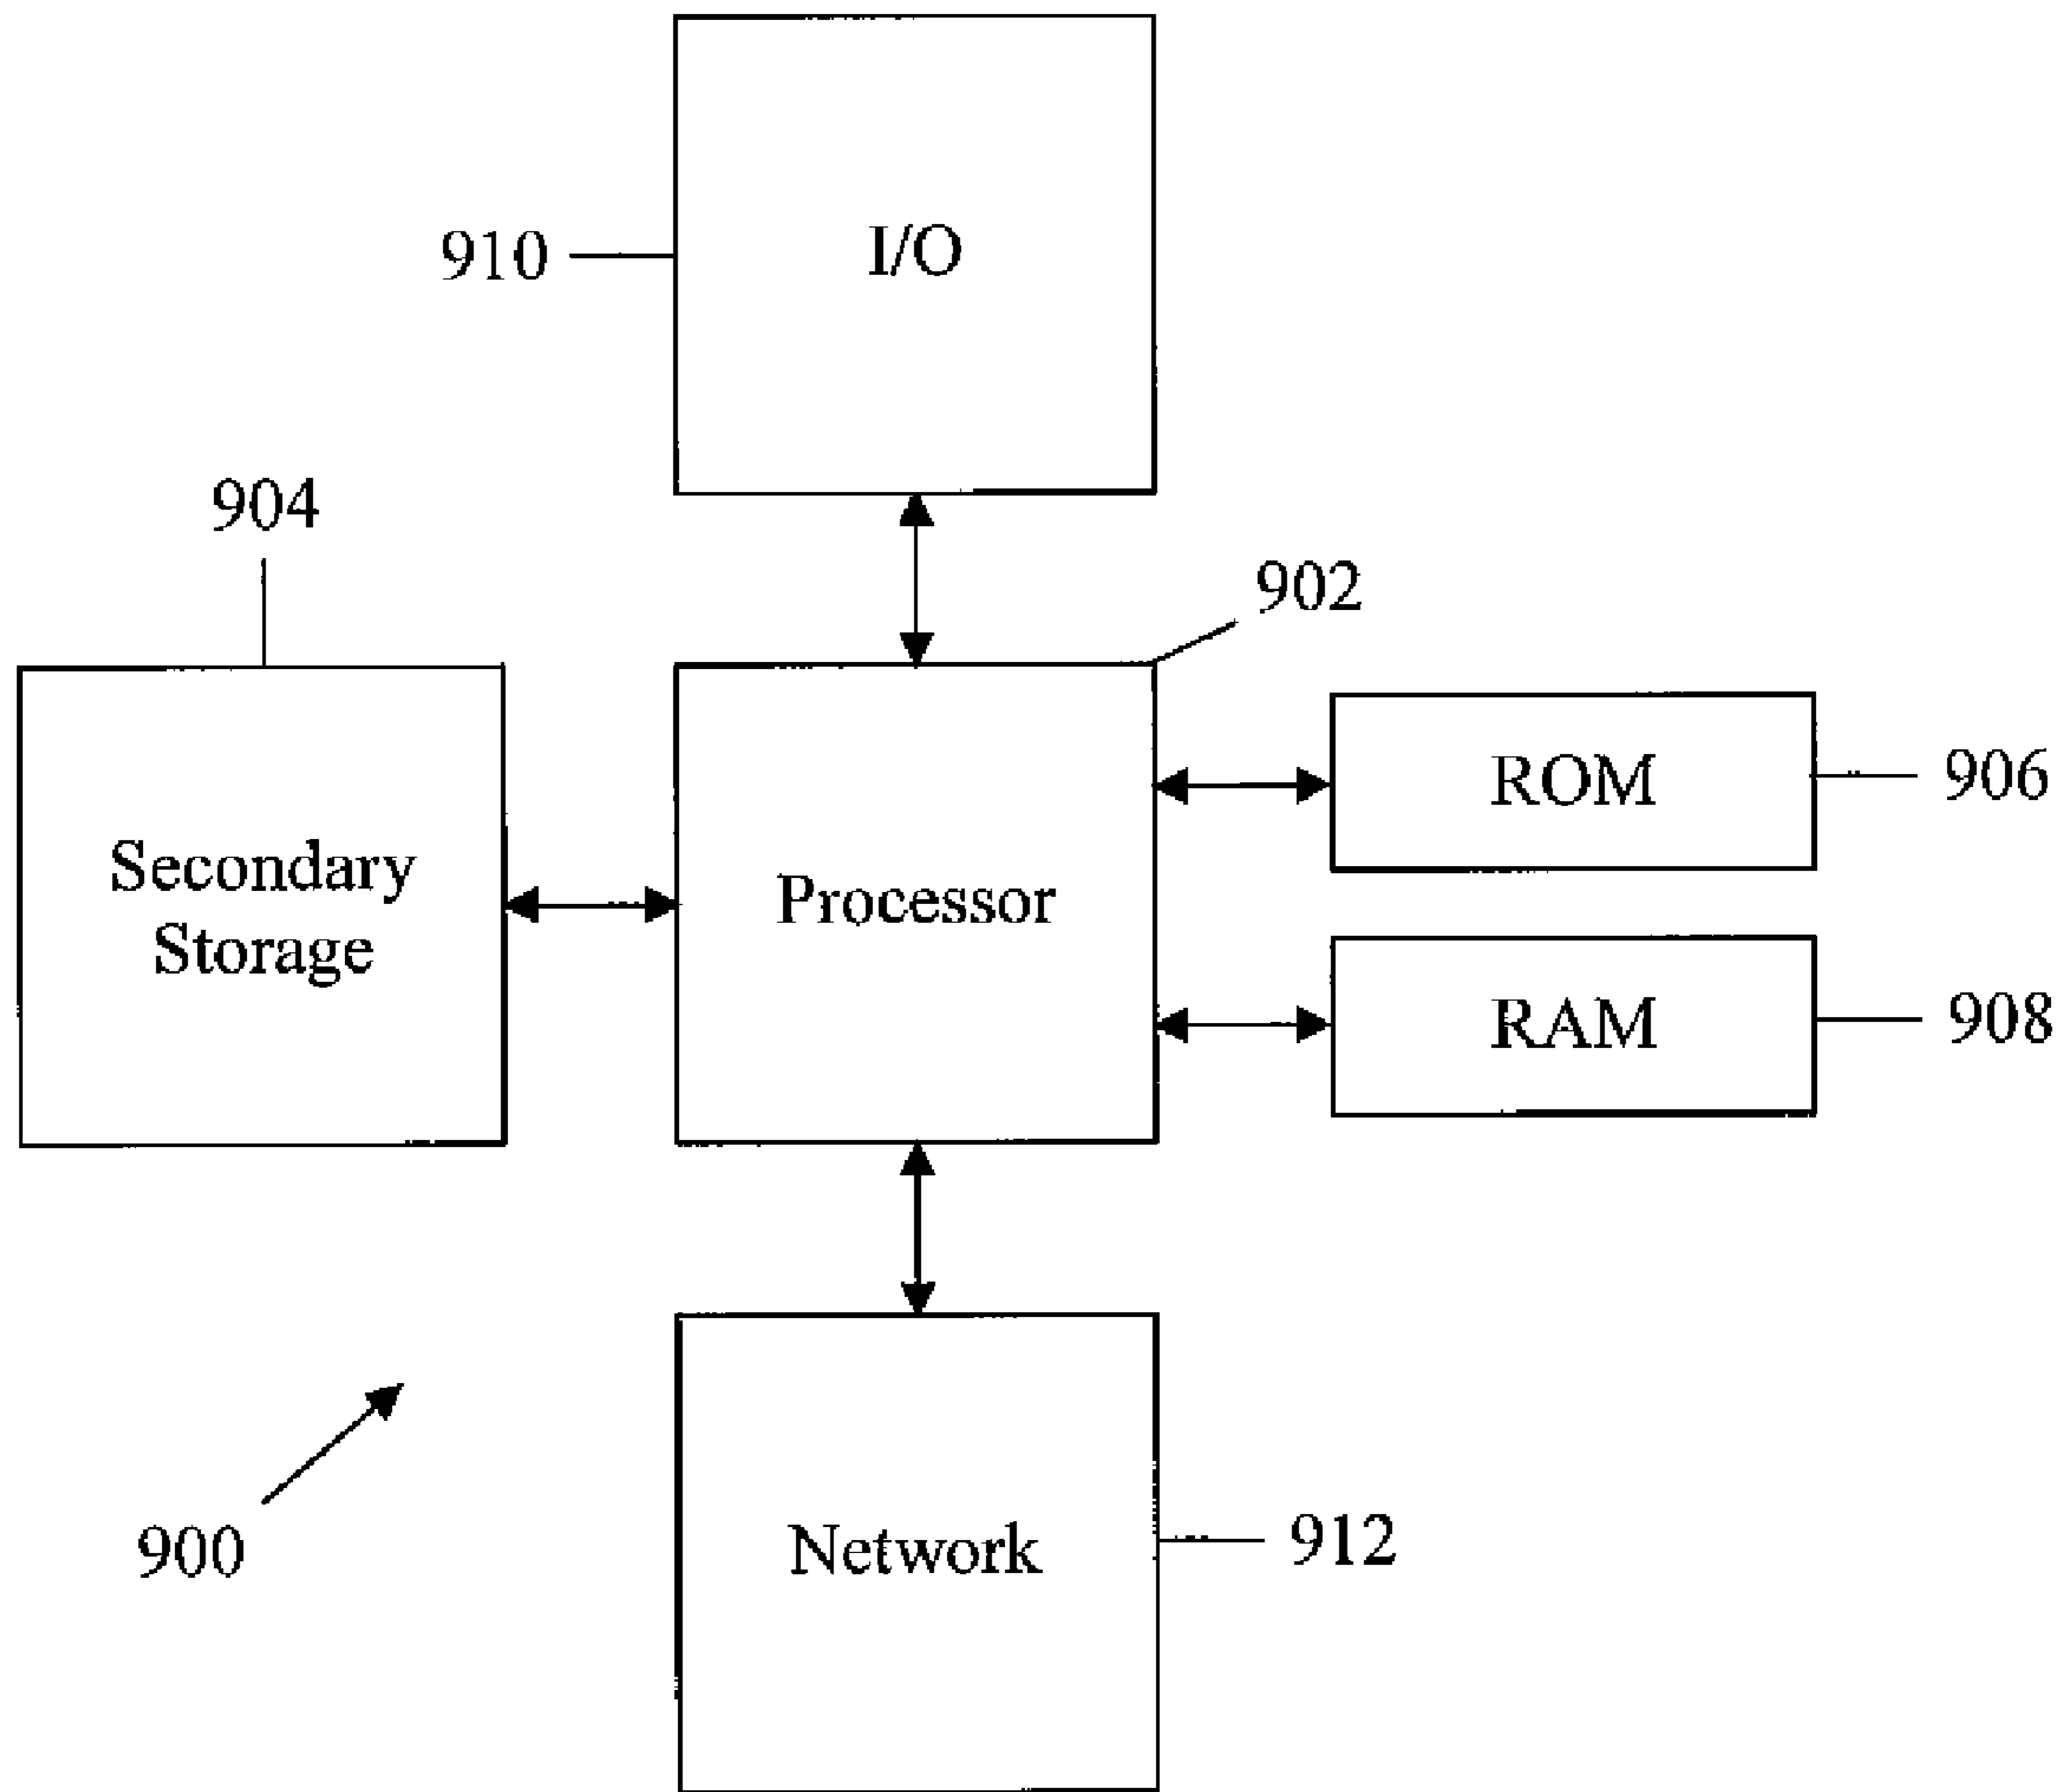 910
I/O
904
902
Secondary
Storage
Processor
ROM
906
RAM
908
900
Network
912